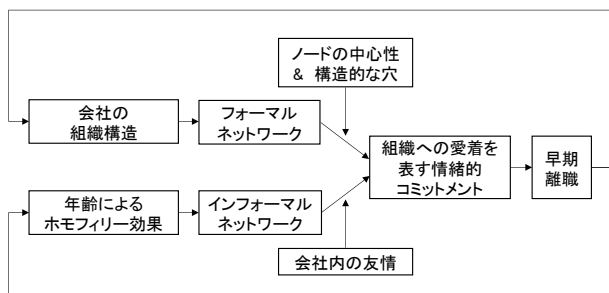 ノードの中心性
& 構造的な穴
会社の
組織構造
フォーマル
ネットワーク
組織への愛着を
表す情緒的
コミットメント
早期
離職
年齢による
ホモフィリー効果
インフォーマル
ネットワーク
会社内の友情